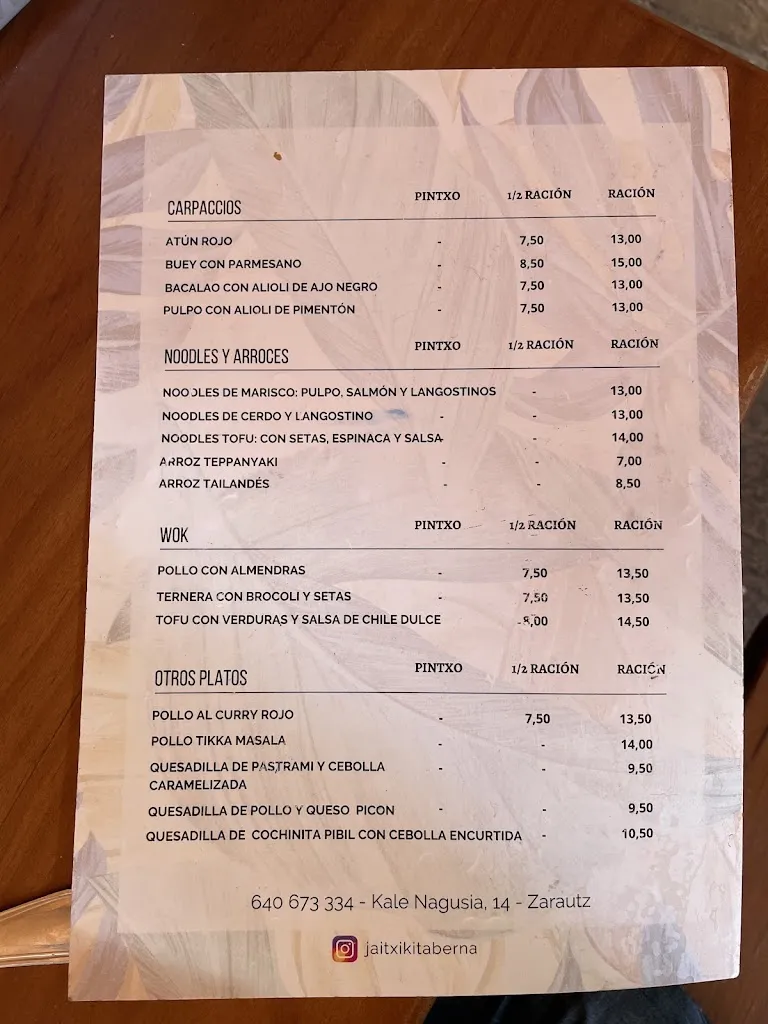 CARPACCIOS PINTXO 1/2 RACIÓN RACIÓN
ATÚN ROJO - 7,50 13,00
BUEY CON PARMESANO - 8,50 15,00
BACALAO CON ALIOLI DE AJO NEGRO - 7,50 13,00
PULPO CON ALIOLI DE PIMENTÓN - 7,50 13,00
NOODLES Y ARROCES PINTXO 1/2 RACIÓN RACIÓN
NOODLES DE MARISCO: PULPO, SALMÓN Y LANGOSTINOS - 13,00
NOODLES DE CERDO Y LANGOSTINO - - 13,00
NOODLES TOFU: CON SETAS, ESPINACA Y SALSA - - 14,00
ARROZ TEPPANYAKI - - 7,00
ARROZ TAILANDÉS - - 8,50
WOK PINTXO 1/2 RACIÓN RACIÓN
POLLO CON ALMENDRAS - 7,50 13,50
TERNERA CON BROCOLI Y SETAS - 7,50 13,50
TOFU CON VERDURAS Y SALSA DE CHILE DULCE - 8,00 14,50
OTROS PLATOS PINTXO 1/2 RACIÓN RACIÓN
POLLO AL CURRY ROJO - 7,50 13,50
POLLO TIKKA MASALA - - 14,00
QUESADILLA DE PASTRAMI Y CEBOLLA - - 9,50
CARAMELIZADA
QUESADILLA DE POLLO Y QUESO PICON - - 9,50
QUESADILLA DE COCHINITA PIBIL CON CEBOLLA ENCURTIDA - 10,50
640 673 334 - Kale Nagusia, 14 - Zarautz
jaitxikitaberna